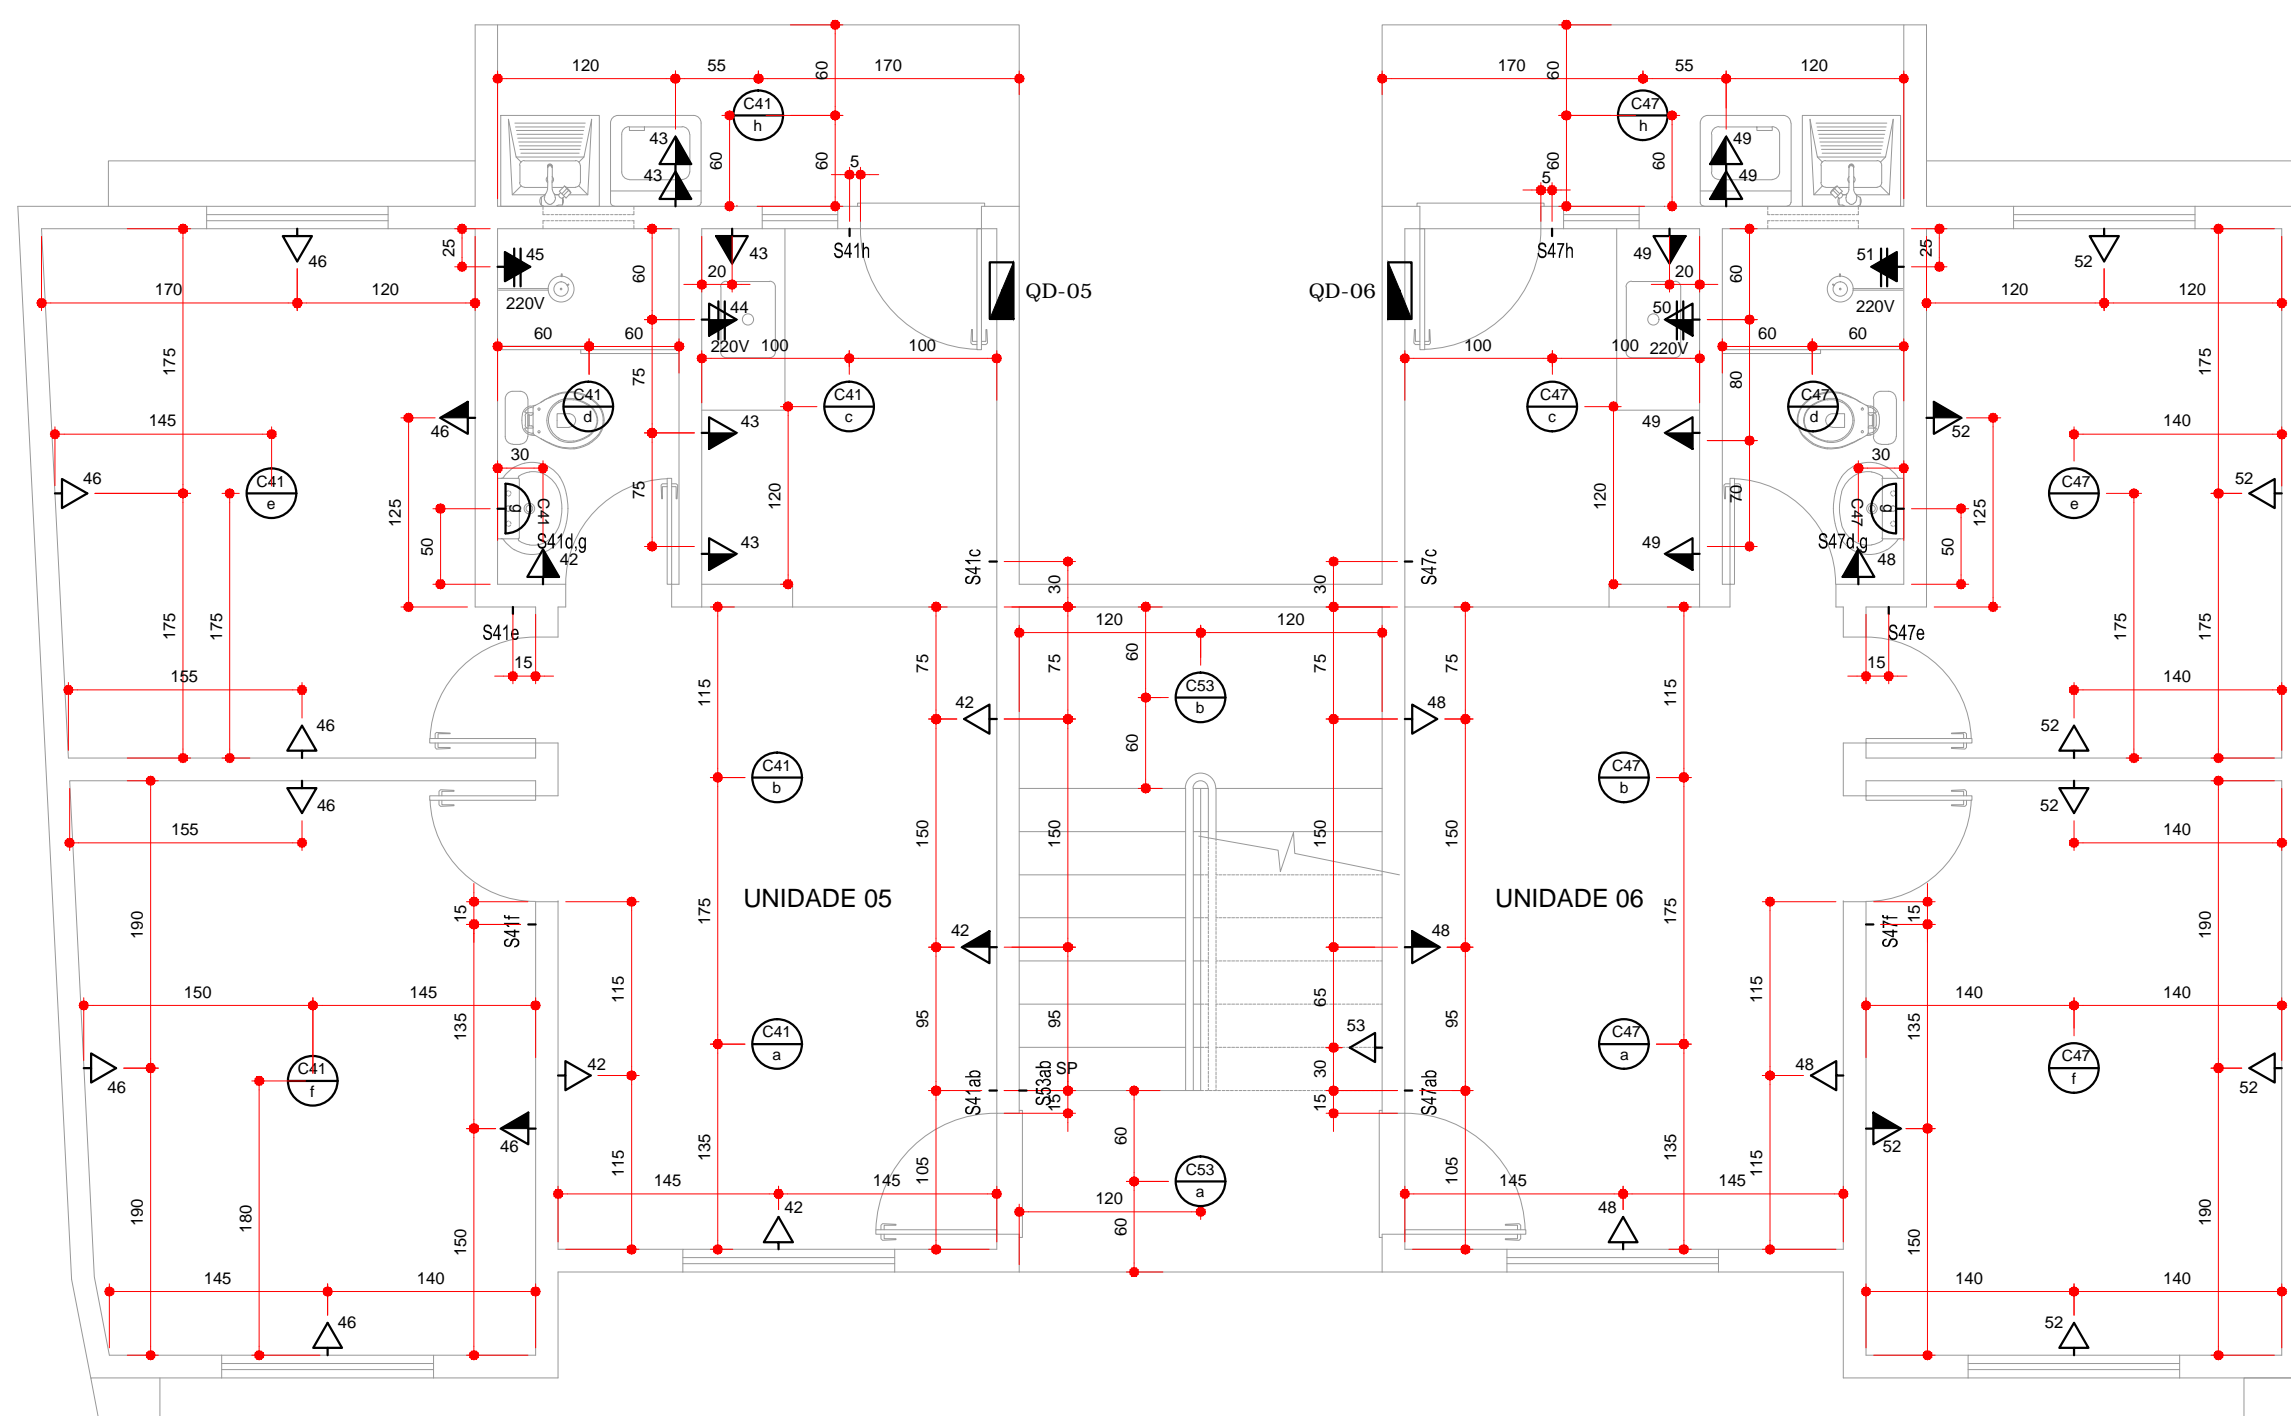 120 55 60 170 170 60 55 120
C41 h
C47 h
43
43
60 60
60 60
49
49
5
5
25 46 45 43 S41h
S47h 49 51 25 52
170 120 220V 60 20 44 220V QD-05
QD-06 50 220V 20 60 220V 120 120
175 60 60 75 100 100
100 100 80 60 60 175
145 46 C41 d 43 C41 c
C47 c 49 C47 d 52 140
46 C41 e 30 C41 g 75 120
120 70 30 C47 g C47 e 52
125 50 S41d,g 42 43 S41c
S47c 49 S47d,g 48 50 125
175 175 S41e 30
30 S47e 175 175
120 120
155 15 115 75 75 60 C53 b
75 75 115 15 140
46 42 60 48 52
46 C41 b
C47 b 52
155 150 150
150 150 140
190 15 S41f 175 UNIDADE 05
UNIDADE 06 175 S47f 15 190
150 145 135 115 95 95
65 95 115 135 140 140
C41 a
53 C47 a
46 C41 f 42 S41ab S53ab SP
30 S47ab 48 C47 f 52
46 15 60
15 52
190 180 150 115 135 105
105 135 115 150 190
145 145 120 C53 a 60
145 145
42
48
145 140
140 140
46
52